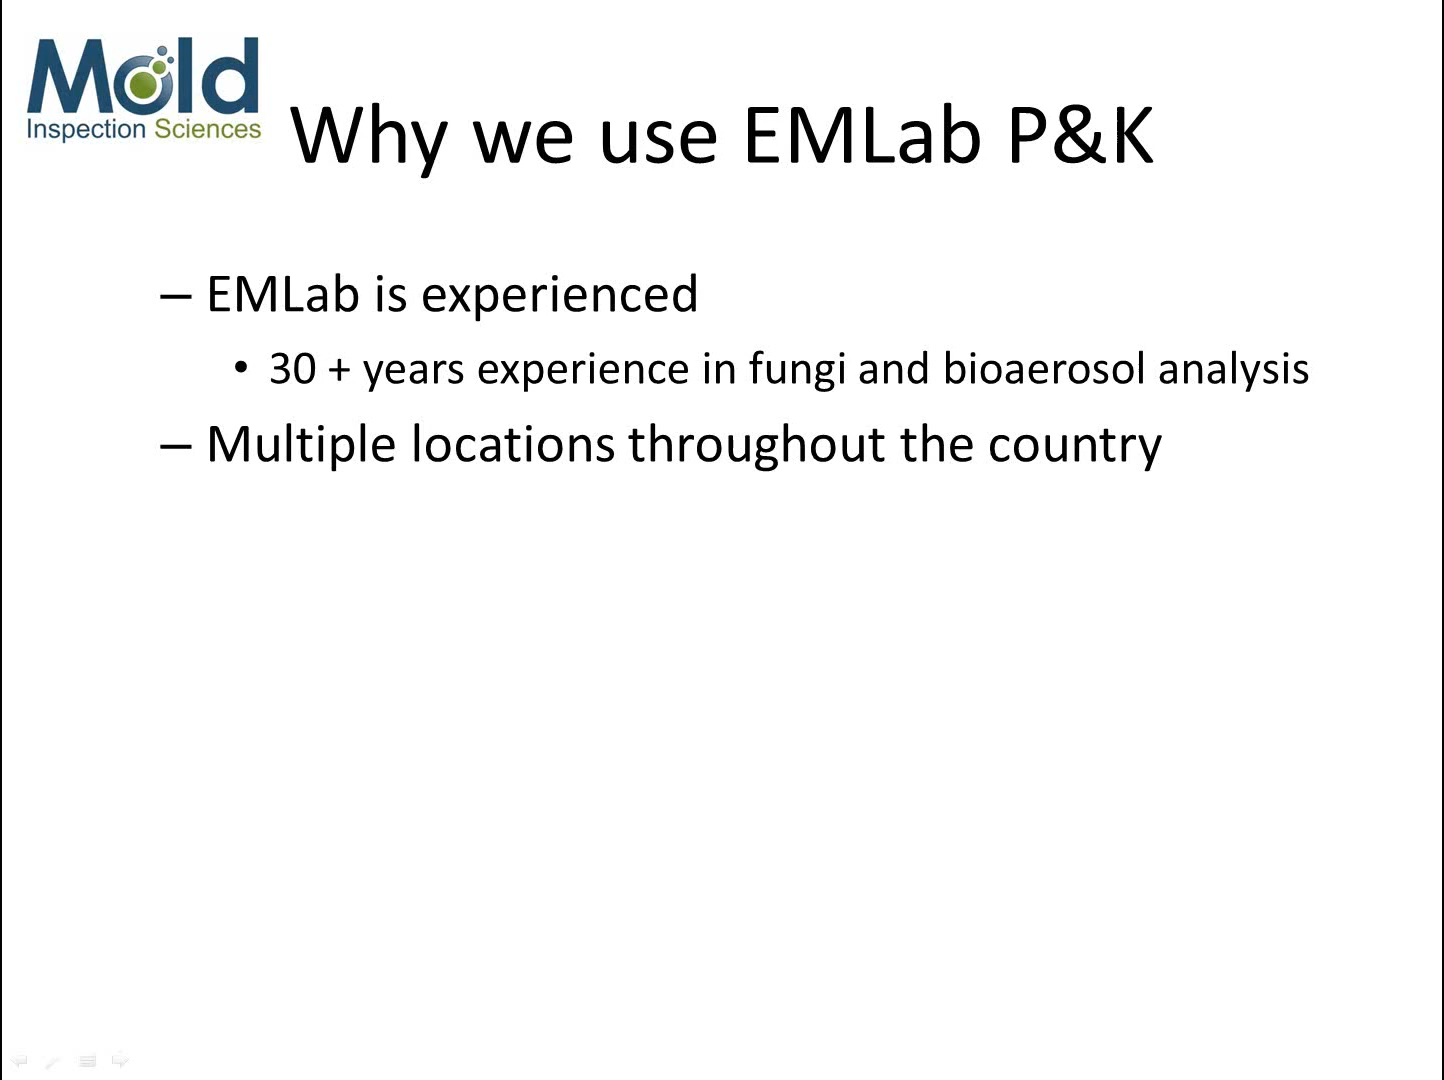 Mold
Inspection Sciences
Why we use EMLab P&K
– EMLab is experienced
• 30 + years experience in fungi and bioaerosol analysis
– Multiple locations throughout the country